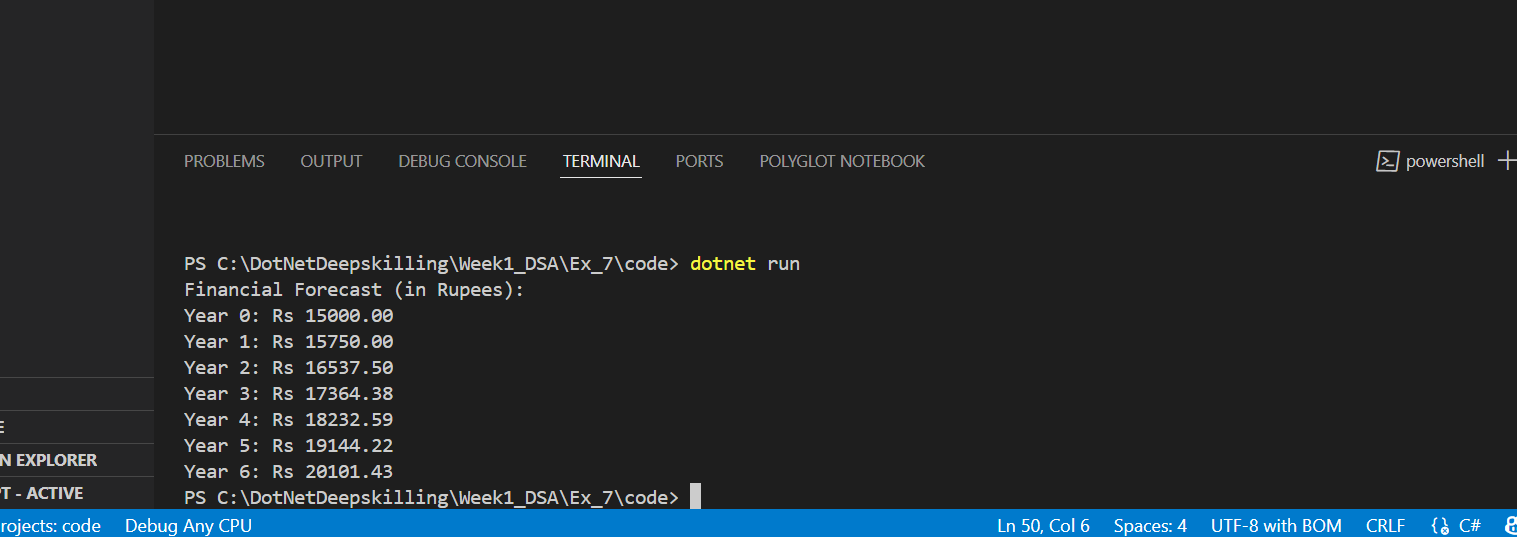 PROBLEMS OUTPUT DEBUG CONSOLE TERMINAL PORTS POLYGLOT NOTEBOOK powershell
PS C:\DotNetDeepskilling\Week1_DSA\Ex_7\code> dotnet run
Financial Forecast (in Rupees):
Year 0: Rs 15000.00
Year 1: Rs 15750.00
Year 2: Rs 16537.50
Year 3: Rs 17364.38
Year 4: Rs 18232.59
Year 5: Rs 19144.22
Year 6: Rs 20101.43
PS C:\DotNetDeepskilling\Week1_DSA\Ex_7\code>
E
N EXPLORER
PT - ACTIVE
rojects: code Debug Any CPU Ln 50, Col 6 Spaces: 4 UTF-8 with BOM CRLF C#